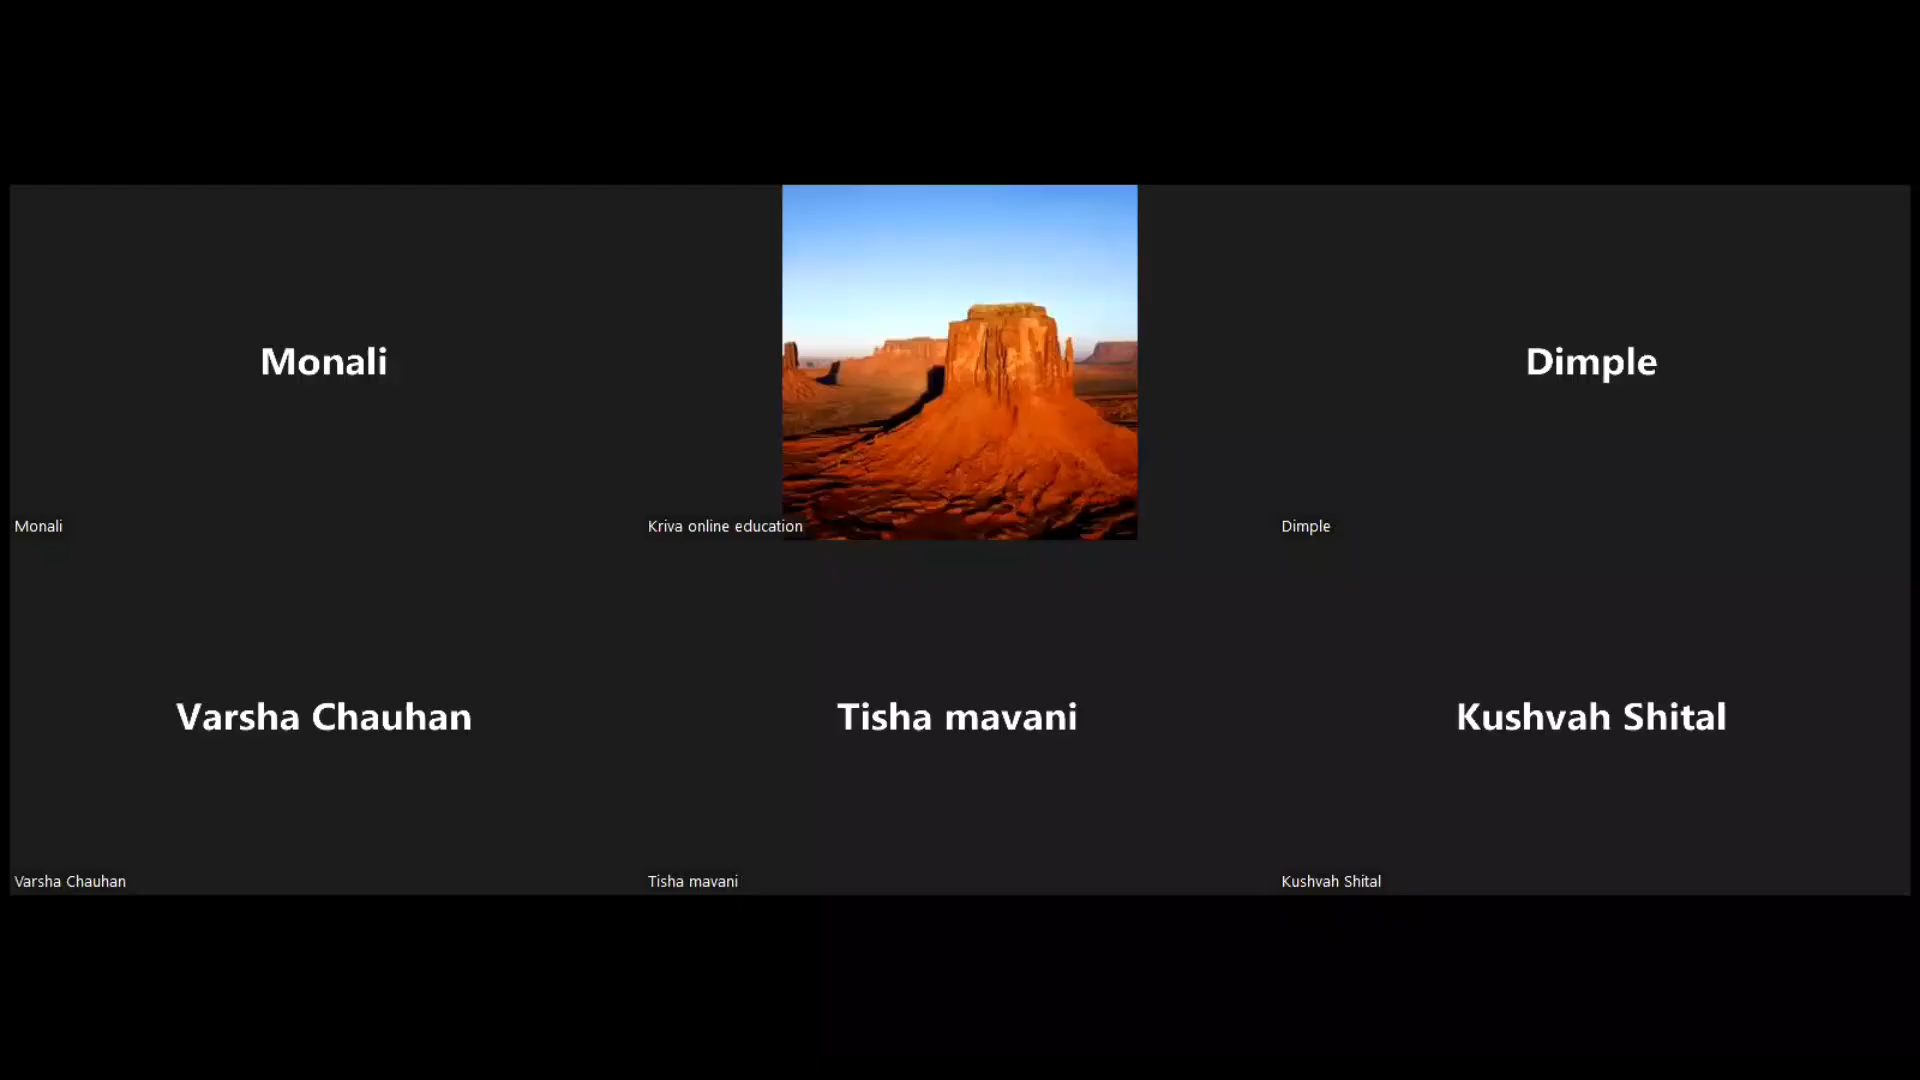 Monali
Dimple
Monali
Kriva online education
Dimple
Varsha Chauhan
Tisha mavani
Kushvah Shital
Varsha Chauhan
Tisha mavani
Kushvah Shital